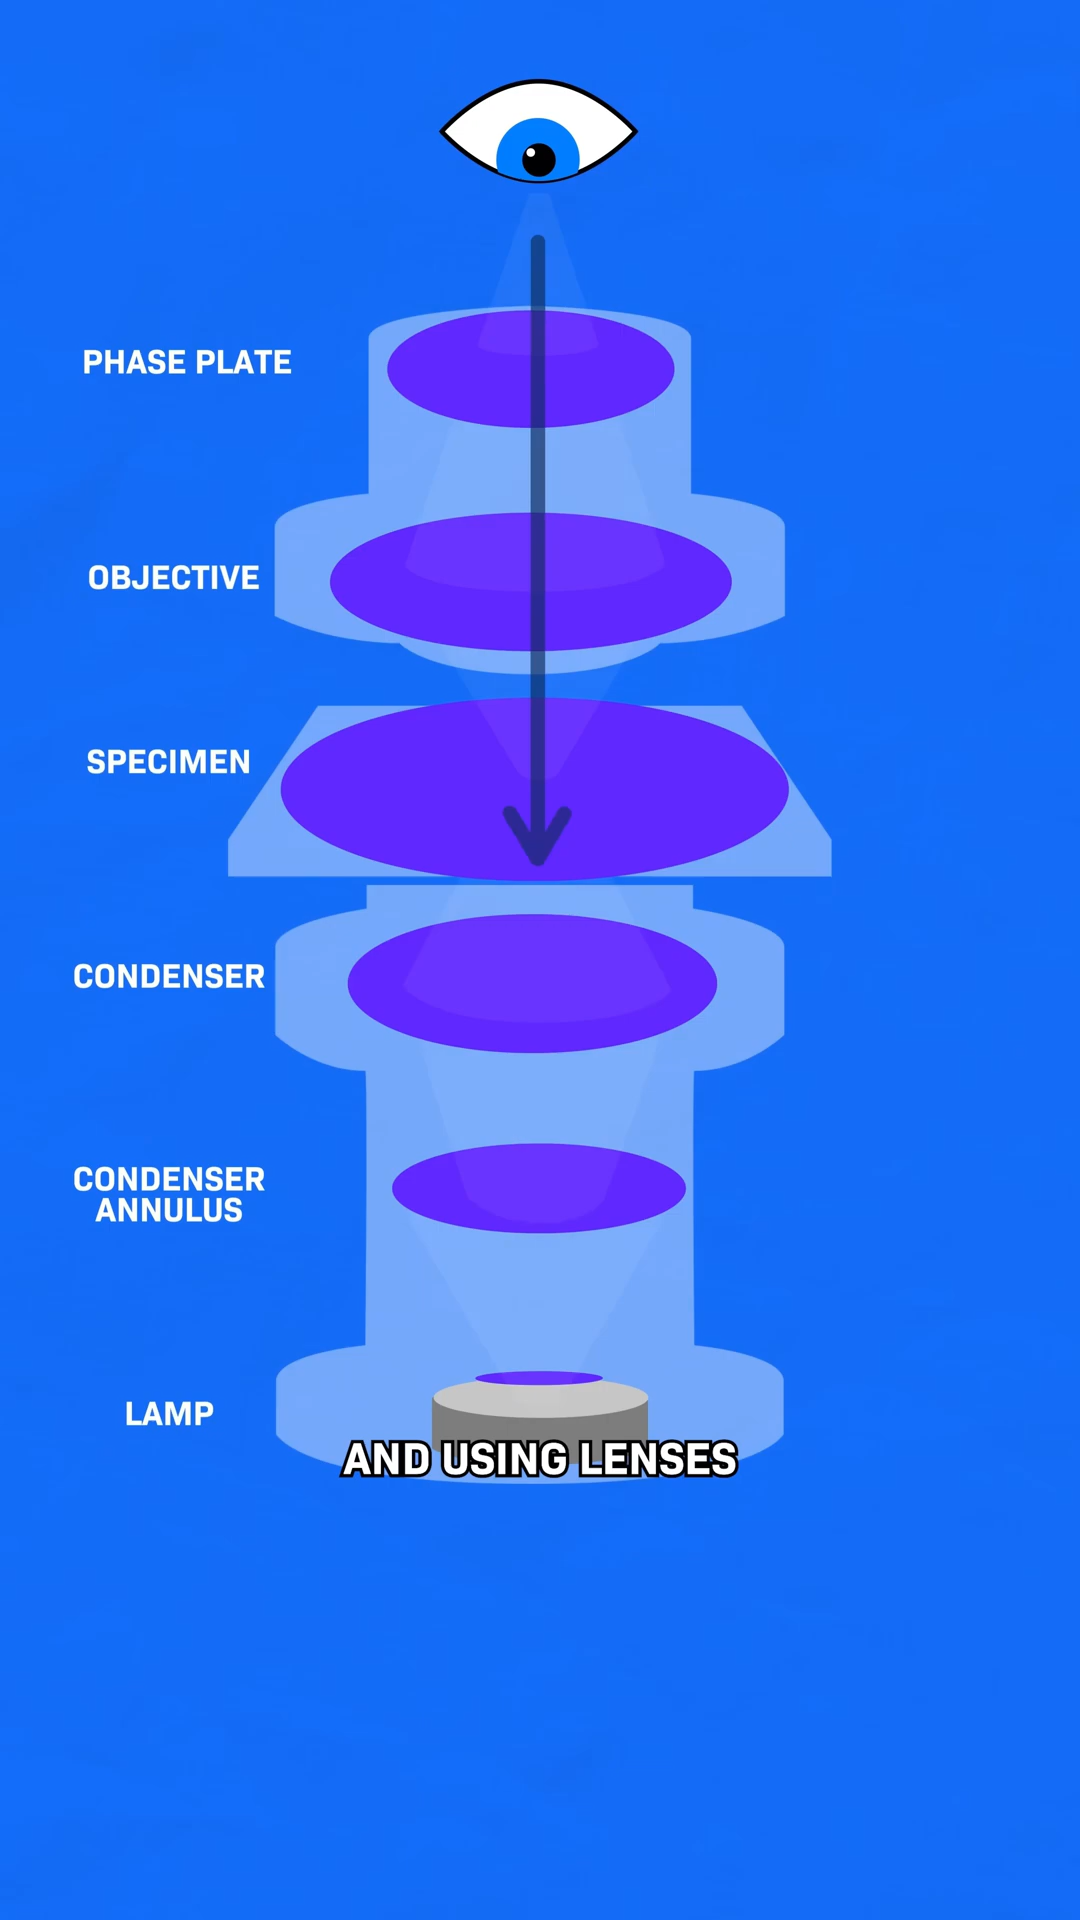 PHASE PLATE
OBJECTIVE
SPECIMEN
CONDENSER
CONDENSER
ANNULUS
LAMP
AND USING LENSES